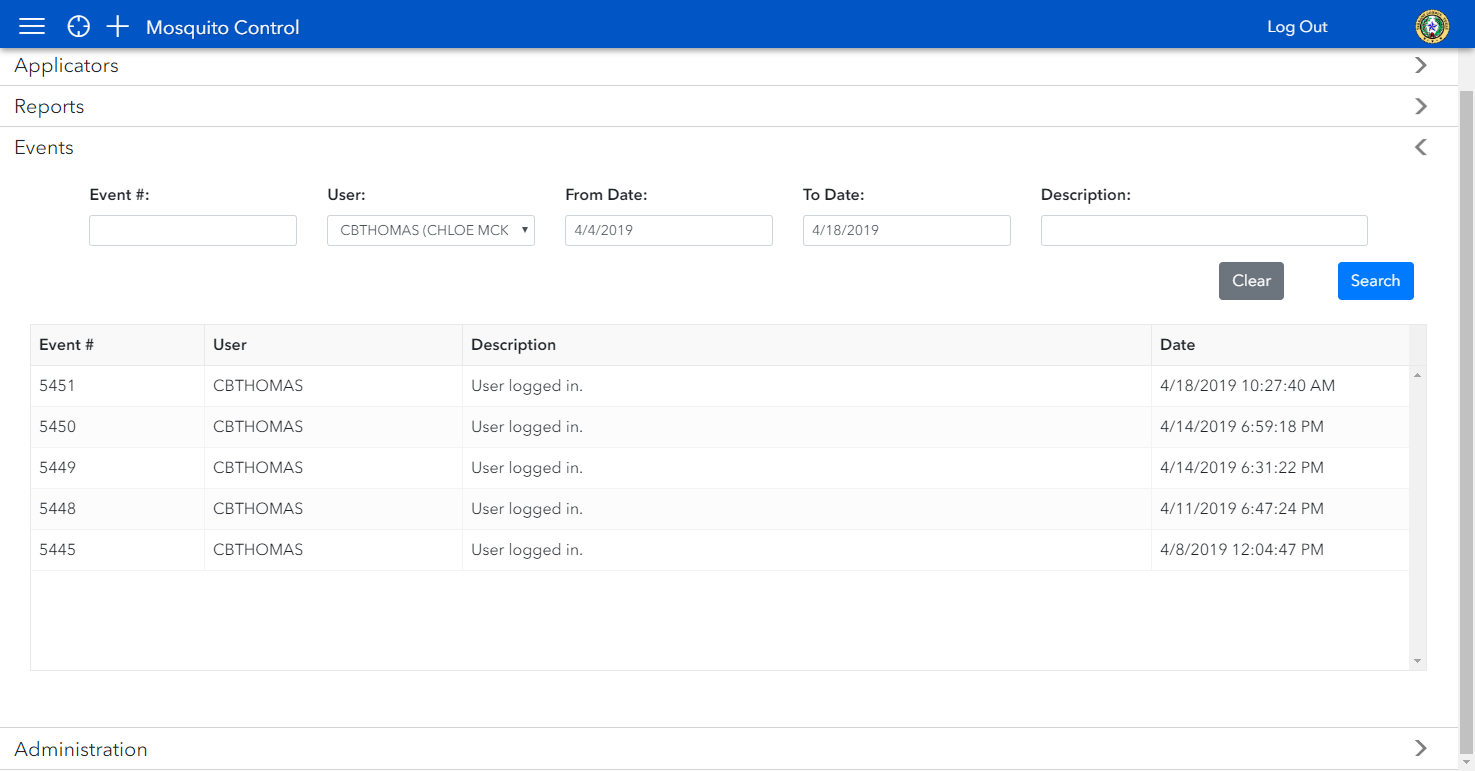 Mosquito Control Log Out
Applicators
Reports
Events
Event #: User: From Date: To Date: Description:
CBTHOMAS (CHLOE MCK 4/4/2019 4/18/2019
Clear Search
Event # User Description Date
5451 CBTHOMAS User logged in. 4/18/2019 10:27:40 AM
5450 CBTHOMAS User logged in. 4/14/2019 6:59:18 PM
5449 CBTHOMAS User logged in. 4/14/2019 6:31:22 PM
5448 CBTHOMAS User logged in. 4/11/2019 6:47:24 PM
5445 CBTHOMAS User logged in. 4/8/2019 12:04:47 PM
Administration